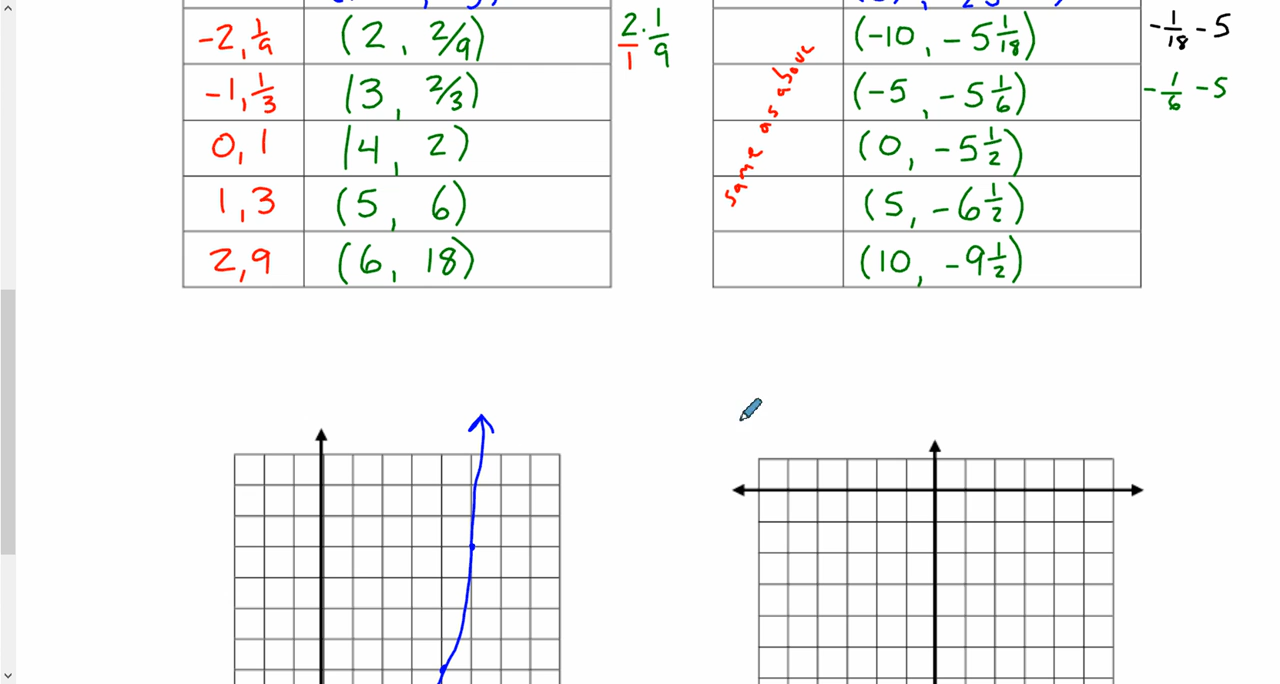 -2, 1/9 (2, 2/9) 2/1 · 1/9
-1, 1/3 (3, 2/3)
0, 1 (4, 2)
1, 3 (5, 6)
2, 9 (6, 18)
same as above
(-10, -5 1/18) -1/18 - 5
(-5, -5 1/6) -1/6 - 5
(0, -5 1/2)
(5, -6 1/2)
(10, -9 1/2)